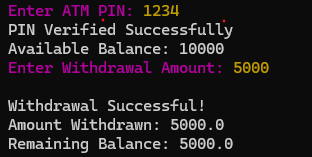 Enter ATM PIN: 1234
PIN Verified Successfully
Available Balance: 10000
Enter Withdrawal Amount: 5000

Withdrawal Successful!
Amount Withdrawn: 5000.0
Remaining Balance: 5000.0